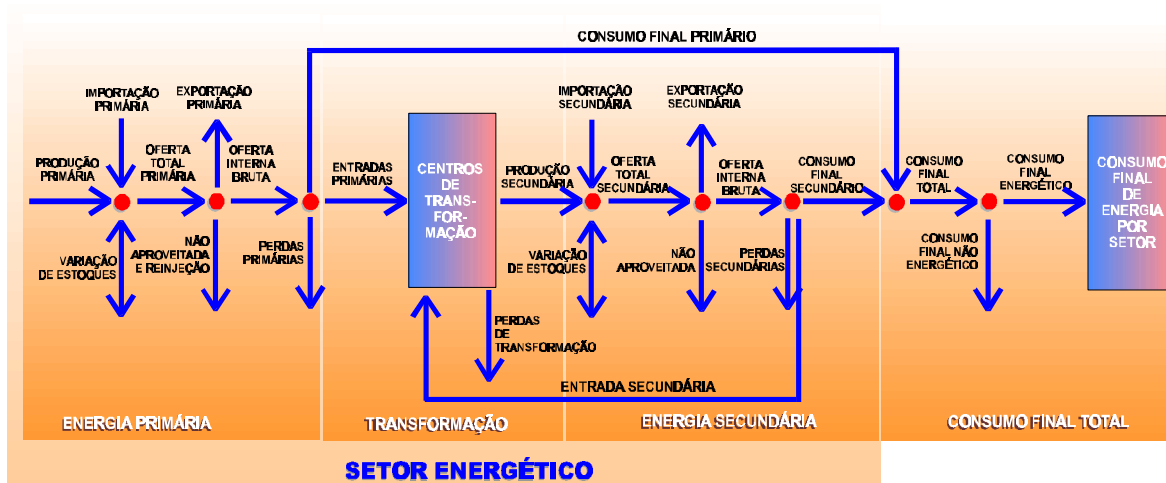 CONSUMO FINAL PRIMÁRIO
IMPORTAÇÃO
PRIMÁRIA
EXPORTAÇÃO
PRIMÁRIA
PRODUÇÃO
PRIMÁRIA
OFERTA
TOTAL
PRIMÁRIA
OFERTA
INTERNA
BRUTA
VARIAÇÃO
DE ESTOQUES
NÃO
APROVEITADA
E REINJEÇÃO
PERDAS
PRIMÁRIAS
ENTRADAS
PRIMÁRIAS
CENTROS
DE
TRANS-
FOR-
MAÇÃO
PERDAS
DE
TRANSFORMAÇÃO
PRODUÇÃO
SECUNDÁRIA
IMPORTAÇÃO
SECUNDÁRIA
EXPORTAÇÃO
SECUNDÁRIA
OFERTA
TOTAL
SECUNDÁRIA
OFERTA
INTERNA
BRUTA
CONSUMO
FINAL
SECUNDÁRIO
VARIAÇÃO
DE ESTOQUES
NÃO
APROVEITADA
PERDAS
SECUNDÁRIAS
ENTRADA SECUNDÁRIA
CONSUMO
FINAL
TOTAL
CONSUMO
FINAL
ENERGÉTICO
CONSUMO
FINAL NÃO
ENERGÉTICO
CONSUMO
FINAL
DE
ENERGIA
POR
SETOR
ENERGIA PRIMÁRIA
TRANSFORMAÇÃO
ENERGIA SECUNDÁRIA
CONSUMO FINAL TOTAL
SETOR ENERGÉTICO